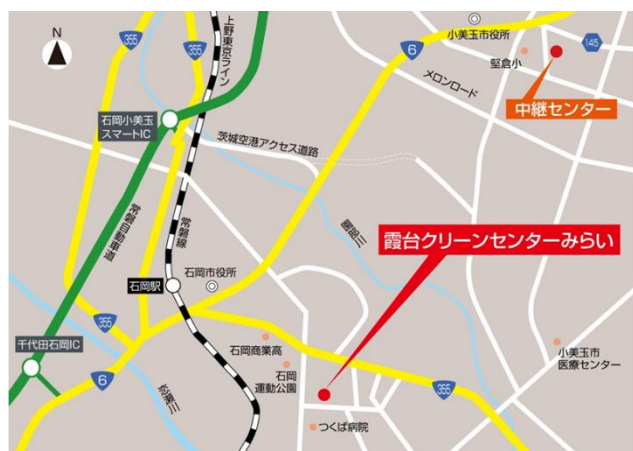 N
355
355
上野東京ライン
6
小美玉市役所
堅倉小
145
メロンロード
中継センター
石岡小美玉
スマートIC
茨城空港アクセス道路
園部川
常磐自動車道
常磐線
霞台クリーンセンターみらい
石岡市役所
石岡駅
355
千代田石岡IC
6
恋瀬川
石岡商業高
石岡
運動公園
355
小美玉市
医療センター
つくば病院